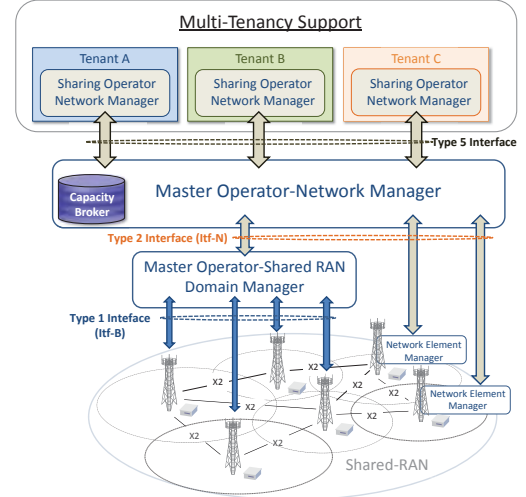 Multi-Tenancy Support
Tenant A
Tenant B
Tenant C
Sharing Operator
Network Manager
Sharing Operator
Network Manager
Sharing Operator
Network Manager
Type 5 Interface
Capacity
Broker
Master Operator-Network Manager
Type 2 Interface (Itf-N)
Master Operator-Shared RAN
Domain Manager
Type 1 Inteface
(Itf-B)
Network Element
Manager
X2
X2
X2
X2
Network Element
Manager
X2
X2
X2
X2
Shared-RAN